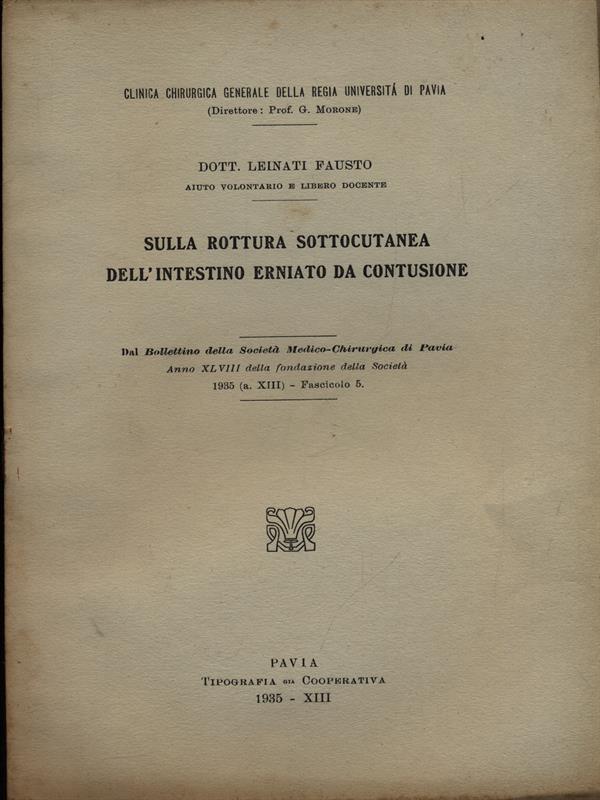 CLINICA CHIRURGICA GENERALE DELLA REGIA UNIVERSITÁ DI PAVIA
(Direttore: Prof. G. MORONE)
DOTT. LEINATI FAUSTO
AIUTO VOLONTARIO E LIBERO DOCENTE
SULLA ROTTURA SOTTOCUTANEA
DELL'INTESTINO ERNIATO DA CONTUSIONE
Dal Bollettino della Società Medico-Chirurgica di Pavia
Anno XLVIII della fondazione della Società
1935 (a. XIII) - Fascicolo 5.
PAVIA
TIPOGRAFIA GIA COOPERATIVA
1935 - XIII